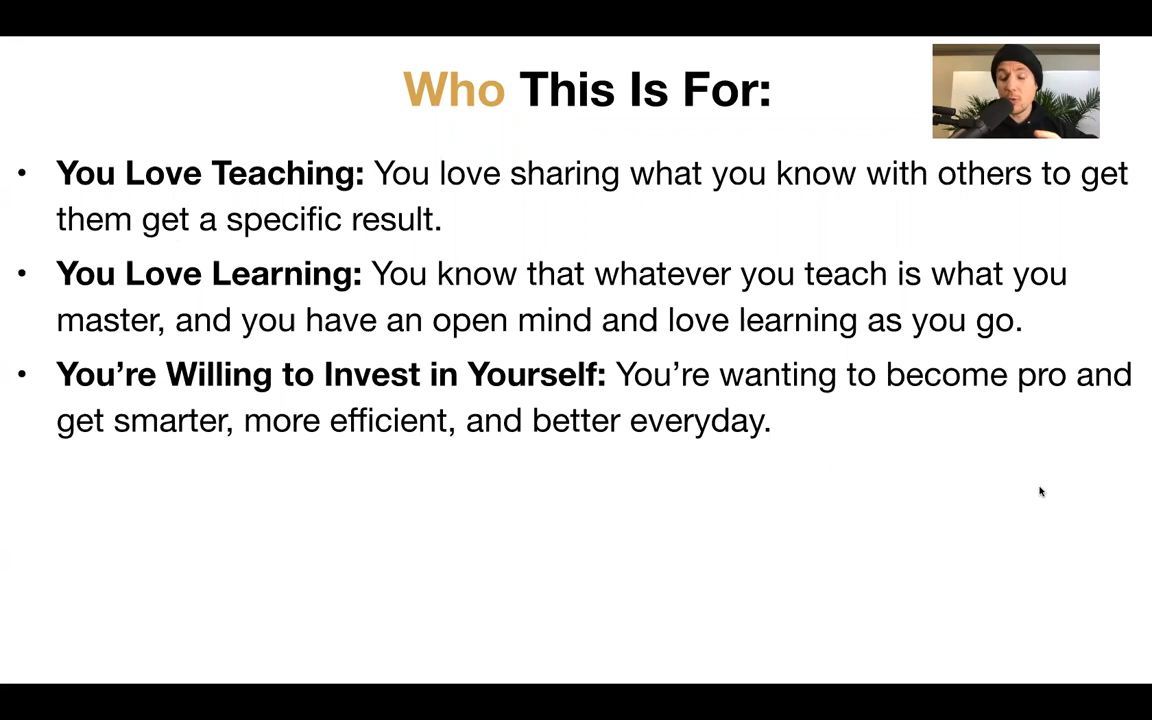 Who This Is For:
• You Love Teaching: You love sharing what you know with others to get
them get a specific result.
• You Love Learning: You know that whatever you teach is what you
master, and you have an open mind and love learning as you go.
• You’re Willing to Invest in Yourself: You’re wanting to become pro and
get smarter, more efficient, and better everyday.